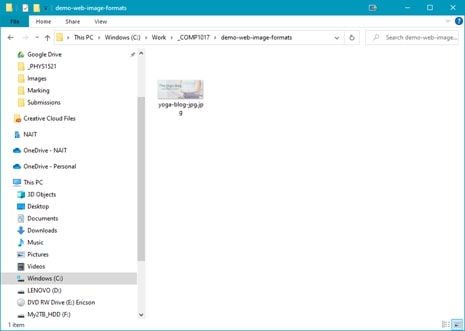 demo-web-image-formats
File
Home
Share
View
This PC > Windows (C:) > Work > _COMP1017 > demo-web-image-formats
Search demo-web-image...
Google Drive
_PHYS1521
Images
Marking
Submissions
Creative Cloud Files
NAIT
OneDrive - NAIT
OneDrive - Personal
This PC
3D Objects
Desktop
Documents
Downloads
Music
Pictures
Videos
Windows (C:)
LENOVO (D:)
DVD RW Drive (E:) Ericson
My2TB_HDD (F:)
yoga-blog-jpg.jp
g
1 item